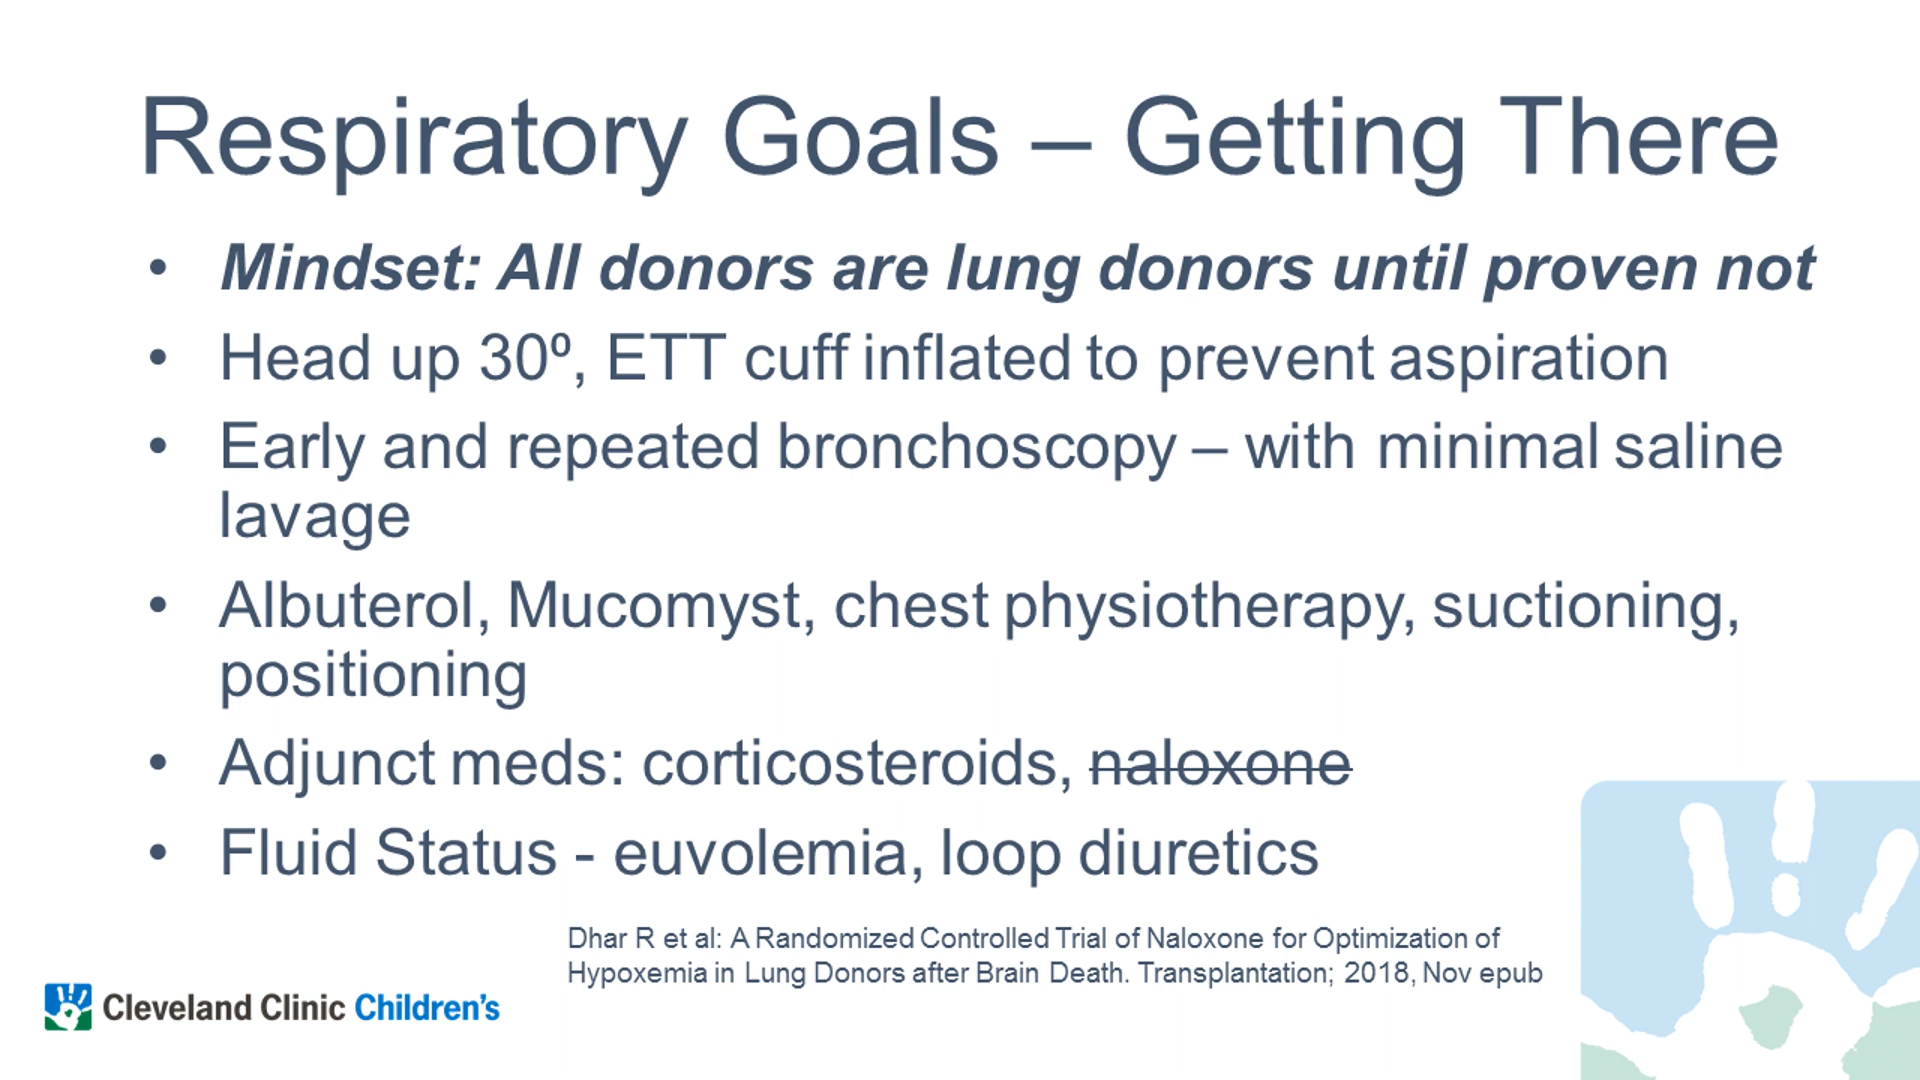 Respiratory Goals – Getting There
• Mindset: All donors are lung donors until proven not
• Head up 30⁰, ETT cuff inflated to prevent aspiration
• Early and repeated bronchoscopy – with minimal saline
lavage
• Albuterol, Mucomyst, chest physiotherapy, suctioning,
positioning
• Adjunct meds: corticosteroids, naloxone
• Fluid Status - euvolemia, loop diuretics
Dhar R et al: A Randomized Controlled Trial of Naloxone for Optimization of
Hypoxemia in Lung Donors after Brain Death. Transplantation; 2018, Nov epub
Cleveland Clinic Children's